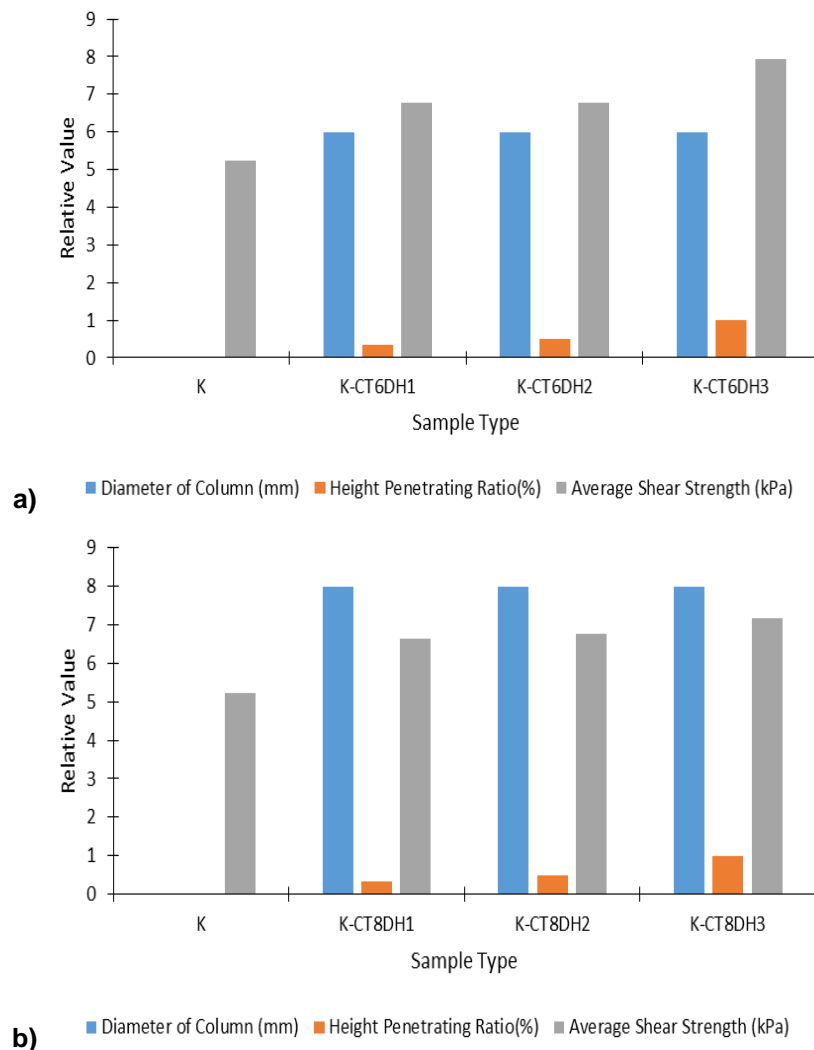 9
8
7
6
5
4
3
2
1
0
Relative Value
K K-CT6DH1 K-CT6DH2 K-CT6DH3
Sample Type
a) Diameter of Column (mm) Height Penetrating Ratio(%) Average Shear Strength (kPa)
9
8
7
6
5
4
3
2
1
0
Relative Value
K K-CT8DH1 K-CT8DH2 K-CT8DH3
Sample Type
b) Diameter of Column (mm) Height Penetrating Ratio(%) Average Shear Strength (kPa)